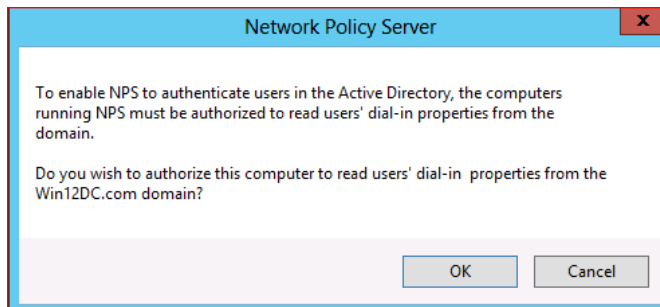 Network Policy Server
x
To enable NPS to authenticate users in the Active Directory, the computers
running NPS must be authorized to read users' dial-in properties from the
domain.
Do you wish to authorize this computer to read users' dial-in  properties from the
Win12DC.com domain?
OK
Cancel